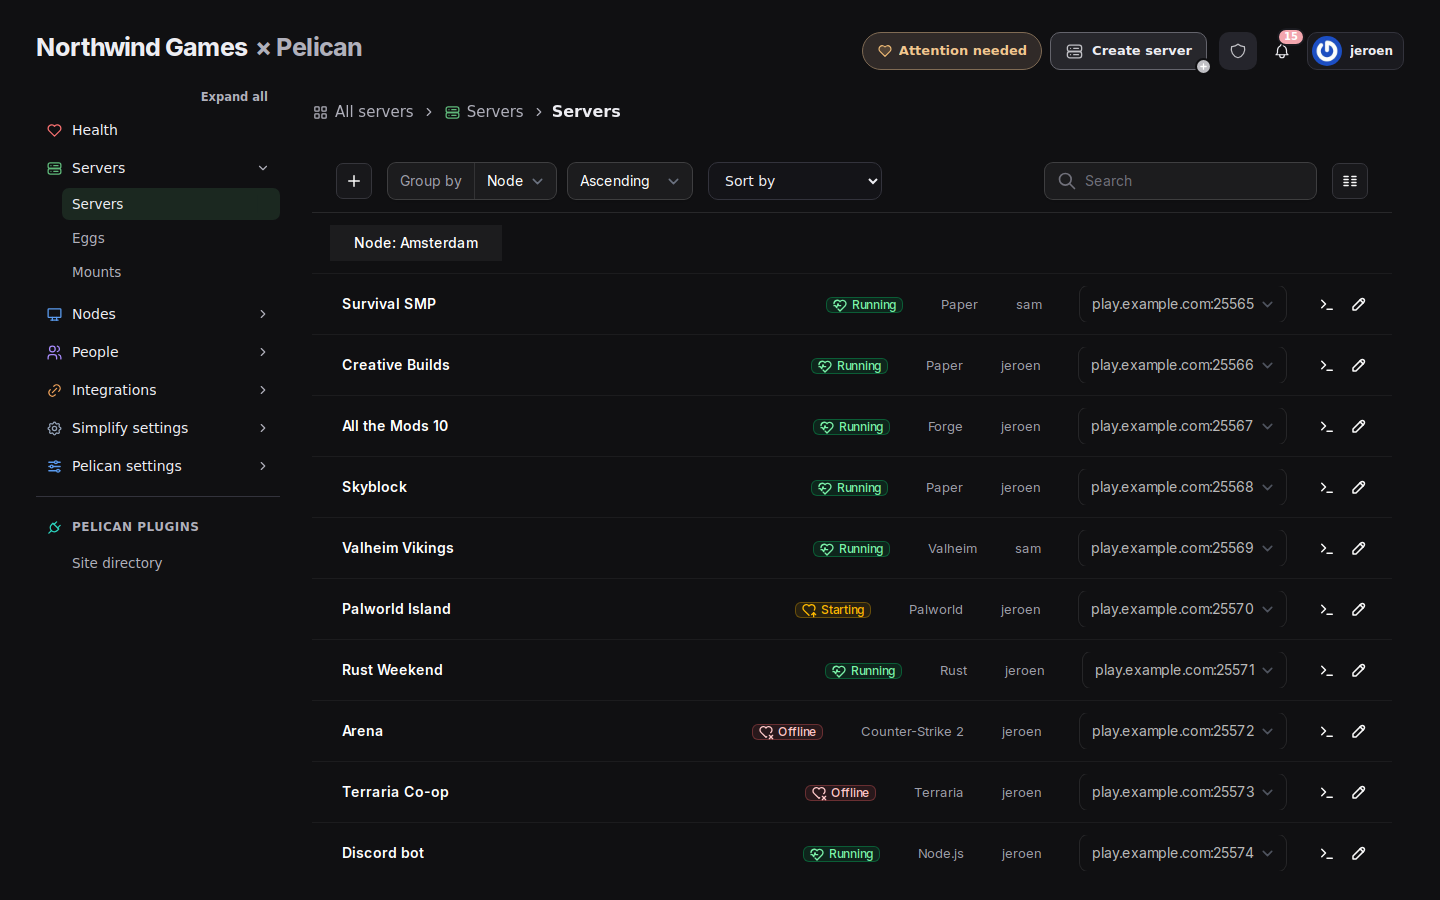 Northwind Games × Pelican
Attention needed
Create server
15
jeroen
Expand all
Health
Servers
Servers
Eggs
Mounts
Nodes
People
Integrations
Simplify settings
Pelican settings
PELICAN PLUGINS
Site directory
All servers > Servers > Servers
Group by Node Ascending Sort by Search
Node: Amsterdam
Survival SMP Running Paper sam play.example.com:25565
Creative Builds Running Paper jeroen play.example.com:25566
All the Mods 10 Running Forge jeroen play.example.com:25567
Skyblock Running Paper jeroen play.example.com:25568
Valheim Vikings Running Valheim sam play.example.com:25569
Palworld Island Starting Palworld jeroen play.example.com:25570
Rust Weekend Running Rust jeroen play.example.com:25571
Arena Offline Counter-Strike 2 jeroen play.example.com:25572
Terraria Co-op Offline Terraria jeroen play.example.com:25573
Discord bot Running Node.js jeroen play.example.com:25574